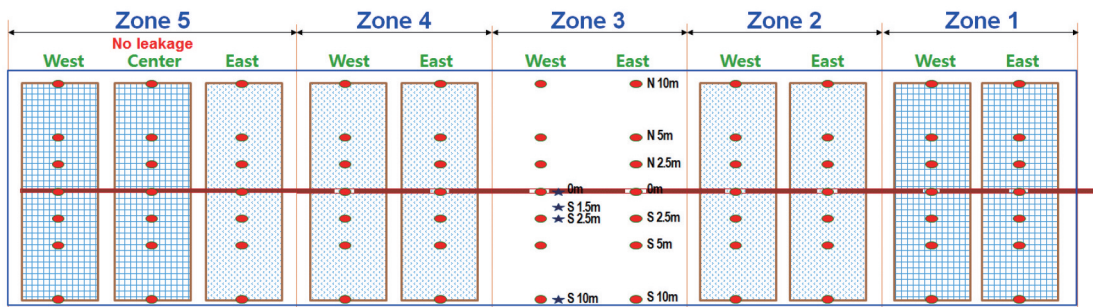 Zone 5 Zone 4 Zone 3 Zone 2 Zone 1
No leakage
West Center East West East West East West East West East
N 10m
N 5m
N 2.5m
0m 0m
S 1.5m
S 2.5m S 2.5m
S 5m
S 10m S 10m